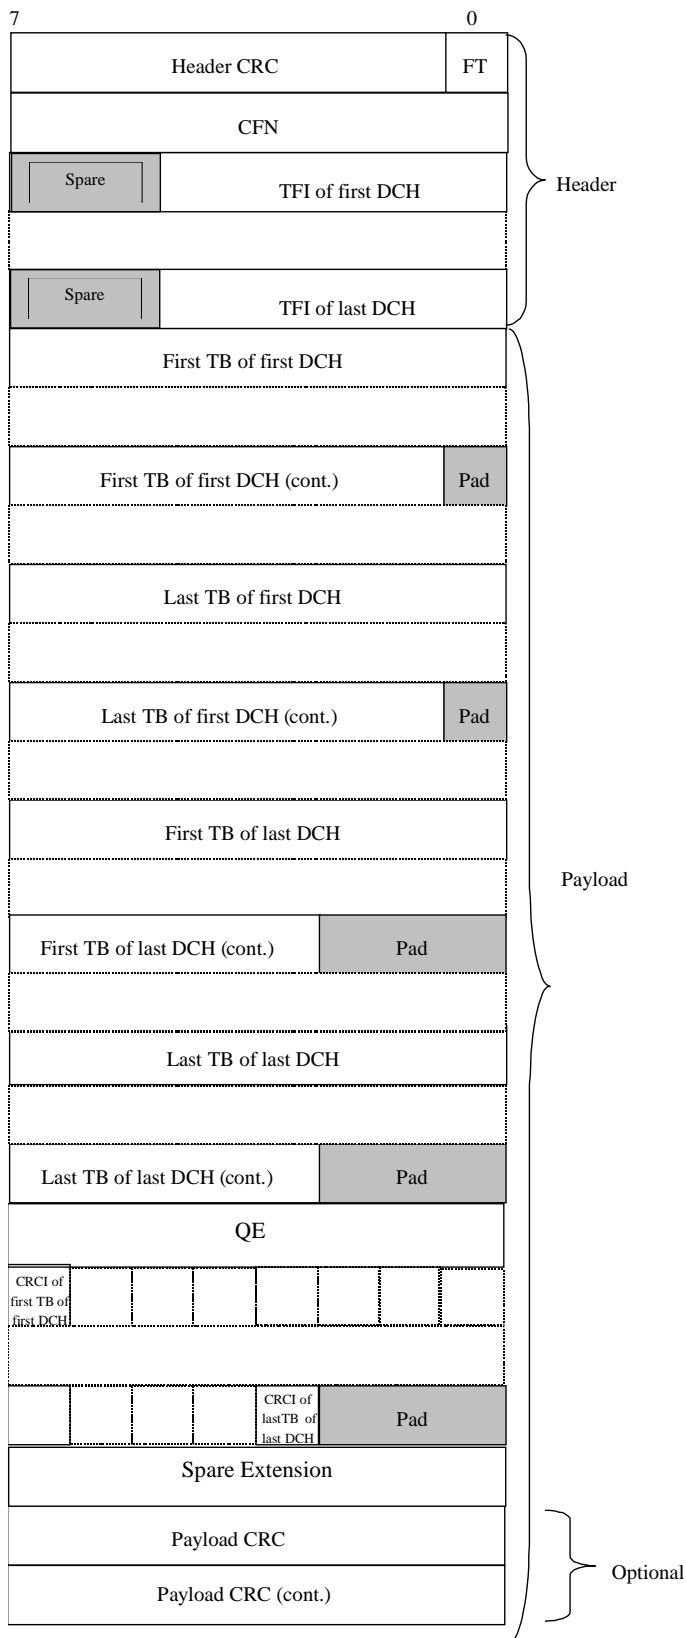 7 0
Header CRC FT
CFN
Spare TFI of first DCH
Header
Spare TFI of last DCH
First TB of first DCH
First TB of first DCH (cont.) Pad
Last TB of first DCH
Last TB of first DCH (cont.) Pad
First TB of last DCH
Payload
First TB of last DCH (cont.) Pad
Last TB of last DCH
Last TB of last DCH (cont.) Pad
QE
CRCI of
first TB of
first DCH
CRCI of
lastTB of
last DCH
Pad
Spare Extension
Payload CRC
Optional
Payload CRC (cont.)